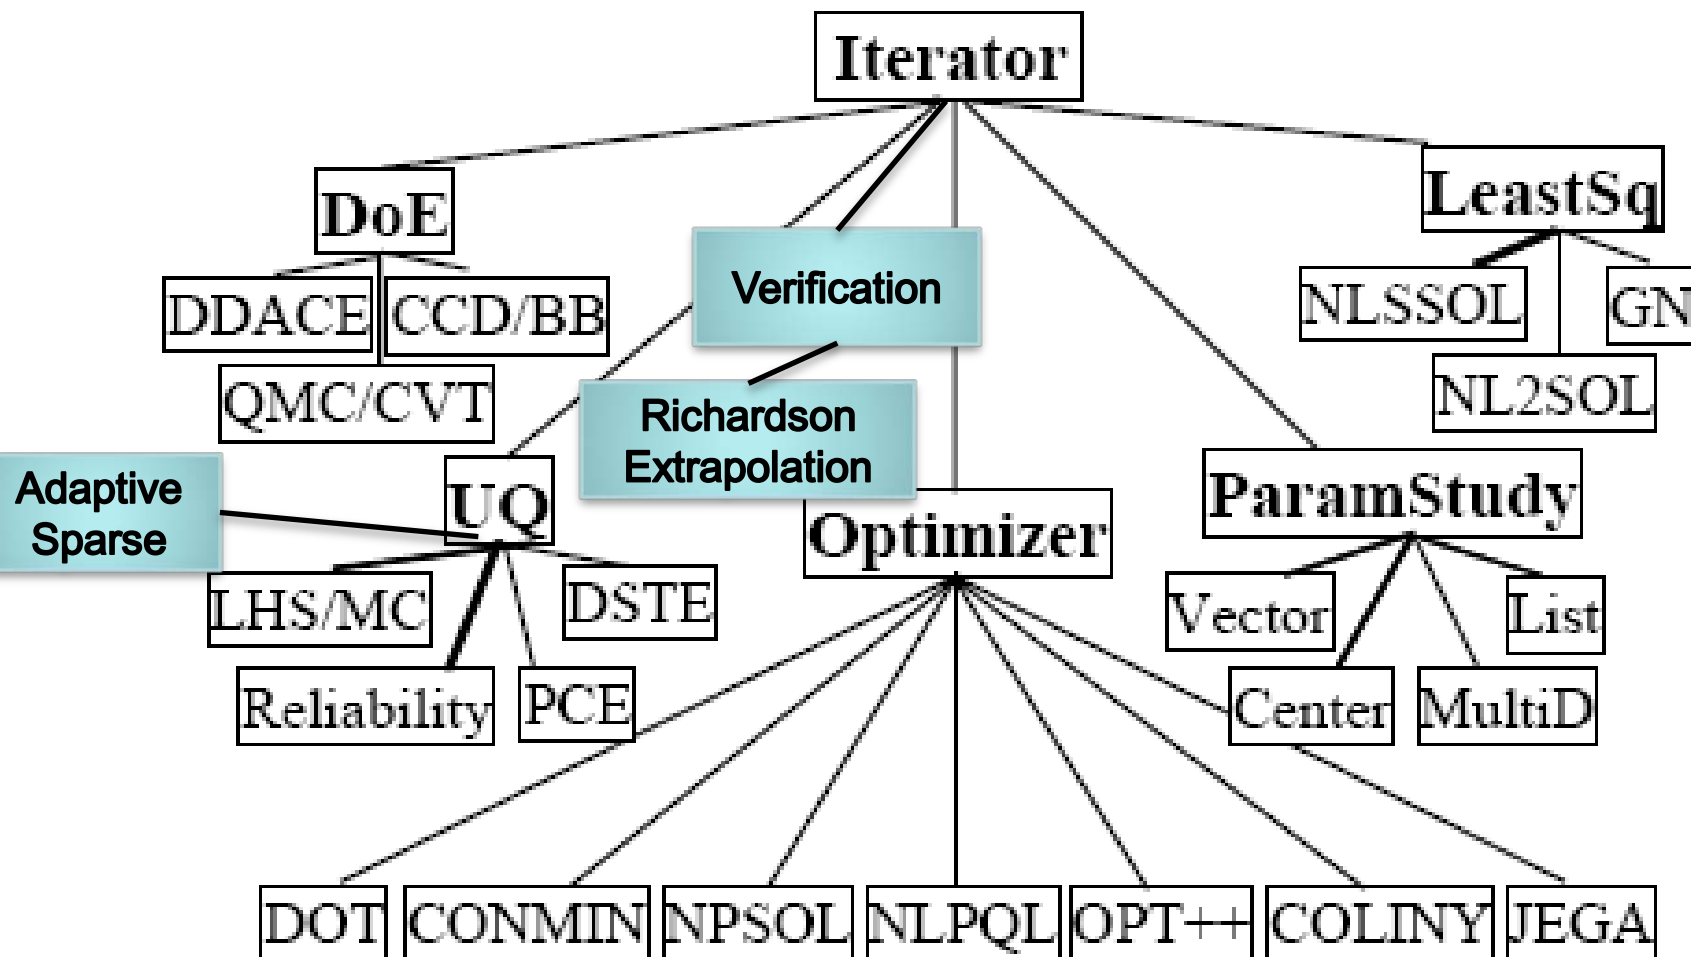 Iterator
DoE
LeastSq
DDACE
CCD/BB
QMC/CVT
Verification
NLSSOL
GN
NL2SOL
Richardson
Extrapolation
Adaptive
Sparse
UQ
Optimizer
ParamStudy
LHS/MC
DSTE
Reliability
PCE
Vector
List
Center
MultiD
DOT
CONMIN
NPSOL
NLPQL
OPT++
COLINY
JEGA